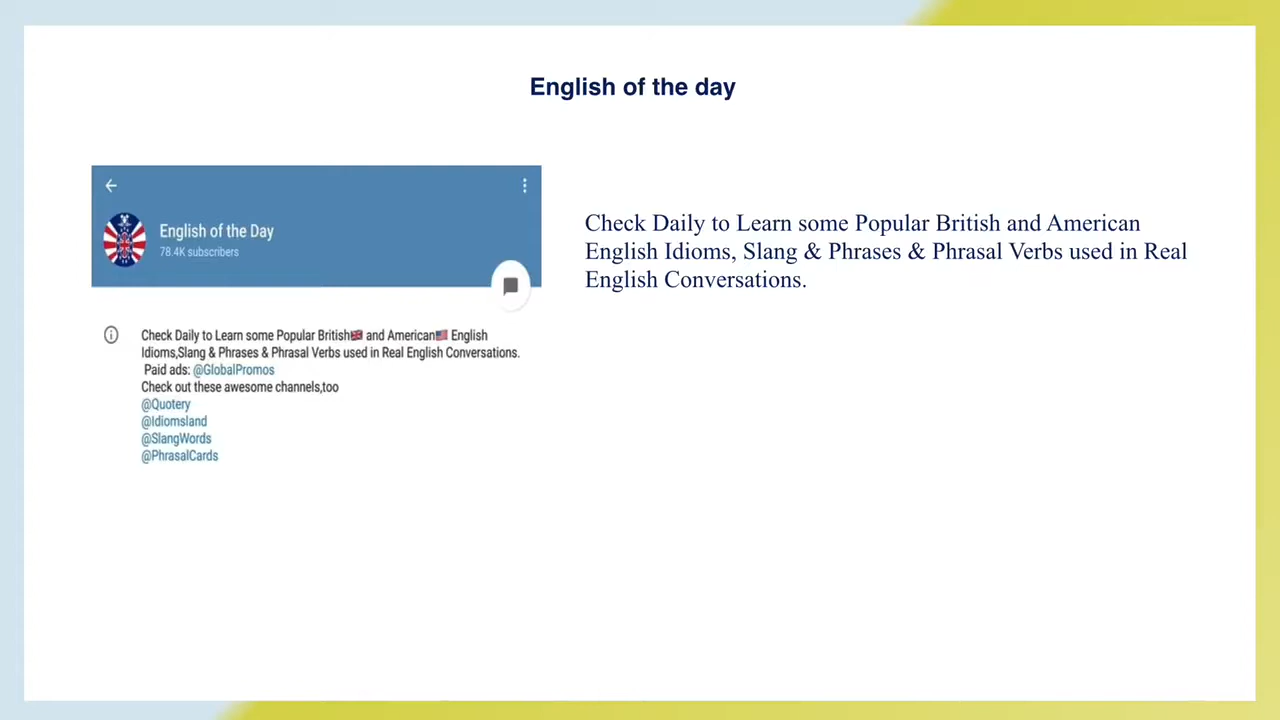 English of the day
English of the Day
78.4K subscribers
Check Daily to Learn some Popular British🇬🇧 and American🇺🇸 English
Idioms,Slang & Phrases & Phrasal Verbs used in Real English Conversations.
Paid ads: @GlobalPromos
Check out these awesome channels,too
@Quotery
@Idiomsland
@SlangWords
@PhrasalCards
Check Daily to Learn some Popular British and American
English Idioms, Slang & Phrases & Phrasal Verbs used in Real
English Conversations.